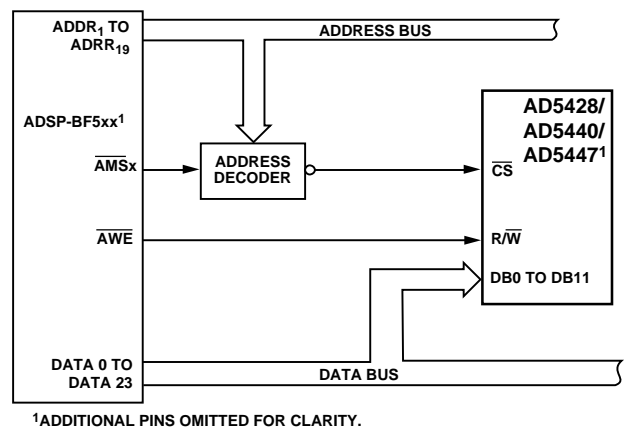 ADDR1 TO
ADRR19
ADDRESS BUS
ADSP-BF5xx1
AMSx
ADDRESS
DECODER
AD5428/
AD5440/
AD54471
CS
AWE
R/W
DB0 TO DB11
DATA 0 TO
DATA 23
DATA BUS
1ADDITIONAL PINS OMITTED FOR CLARITY.